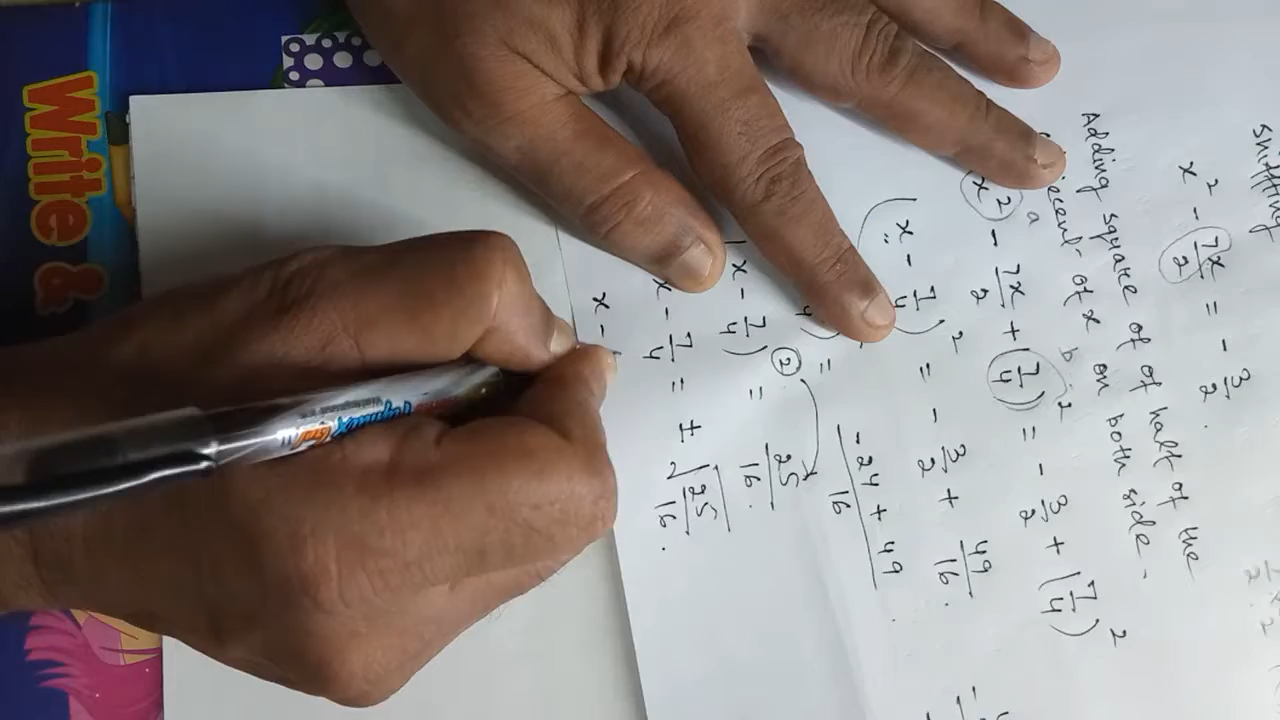 shifting
x² - 7x/2 = - 3/2.
Adding square of half of the
of x on both side.
x² - 7x/2 + (7/4)² = - 3/2 + (7/4)²
(x - 7/4)² = - 3/2 + 49/16.
= -24 + 49/16
(x - 7/4)² = 25/16.
x - 7/4 = ± √25/16.
x -
Write &